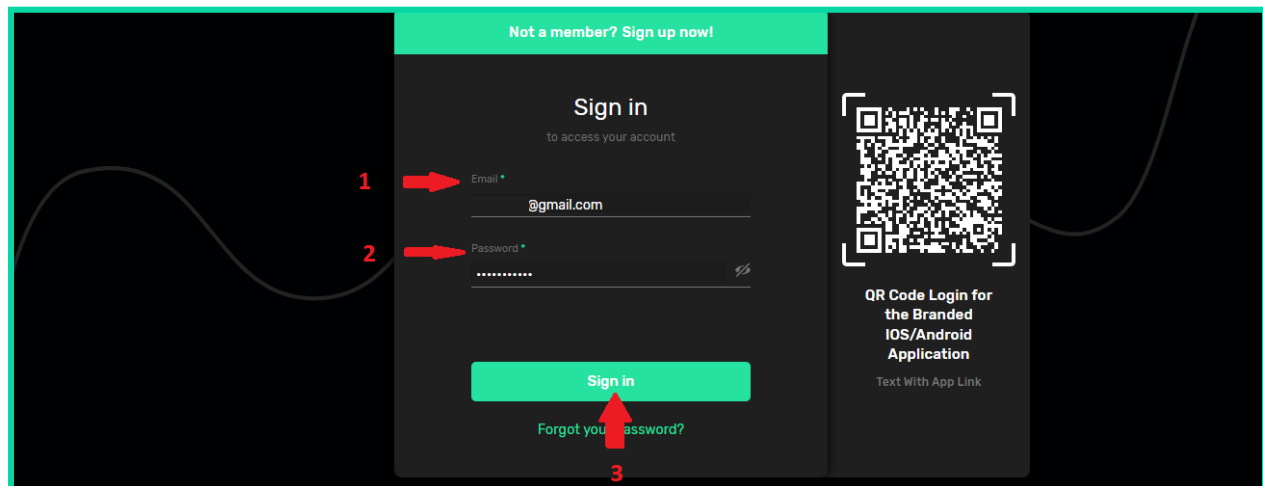 Not a member? Sign up now!
Sign in
to access your account
1
Email *
@gmail.com
2
Password *
•••••••••••
Sign in
Forgot your password?
3
QR Code Login for
the Branded
IOS/Android
Application
Text With App Link